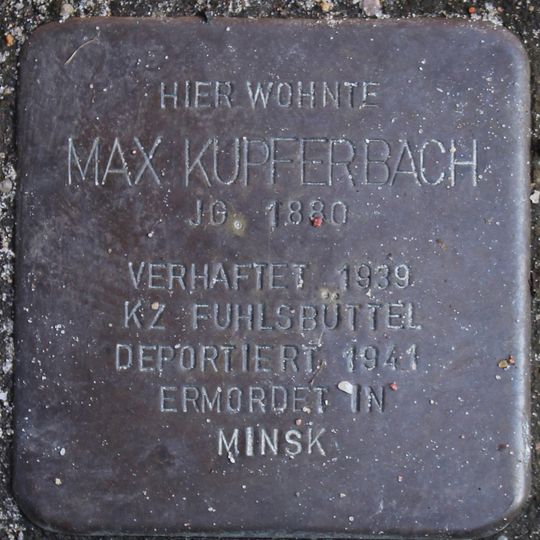 HIER WOHNTE
MAX KUPFERBACH
JG. 1880
VERHAFTET 1939
KZ FUHLSBÜTTEL
DEPORTIERT 1941
ERMORDET IN
MINSK